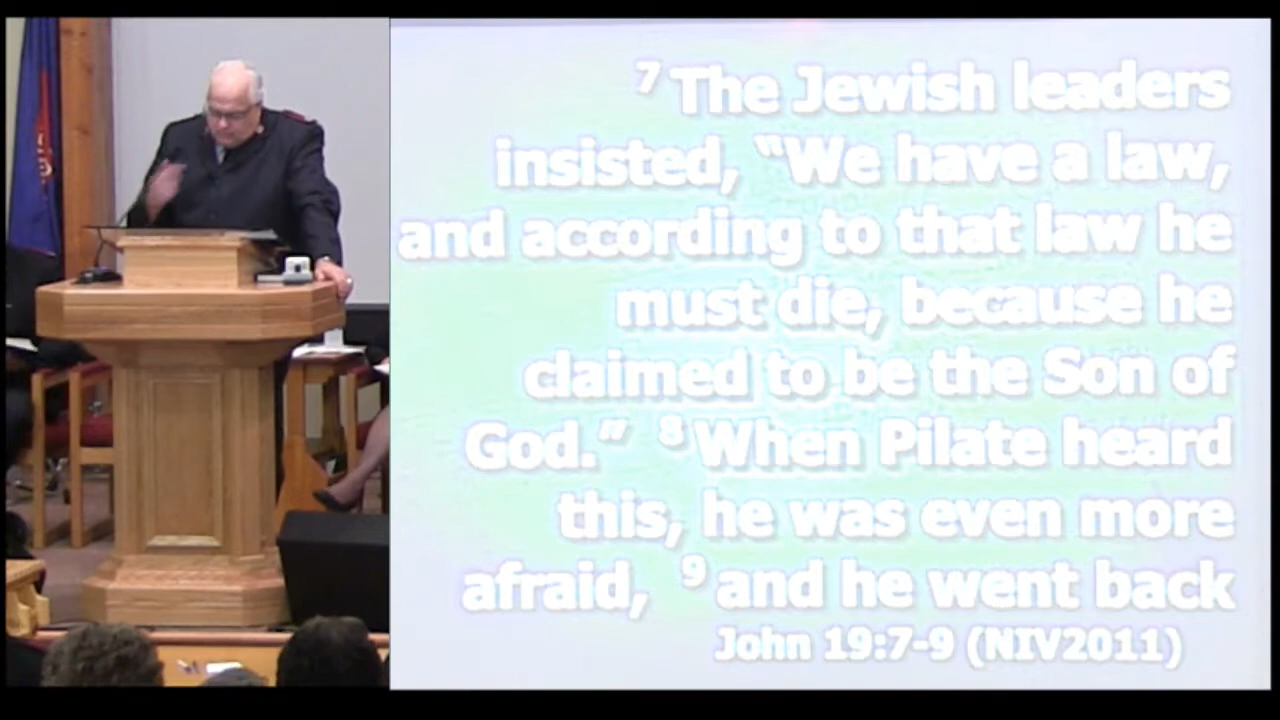 ⁷ The Jewish leaders
insisted, “We have a law,
and according to that law he
must die, because he
claimed to be the Son of
God.” ⁸ When Pilate heard
this, he was even more
afraid, ⁹ and he went back
John 19:7-9 (NIV2011)